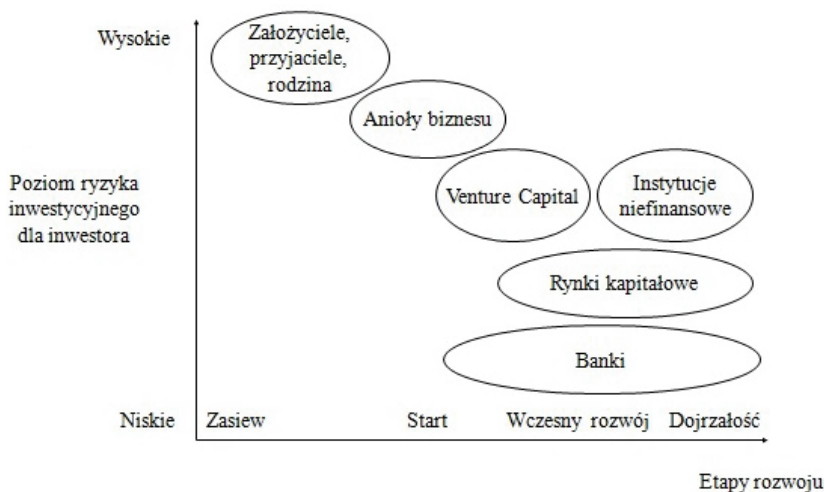 Wysokie
Założyciele,
przyjaciele,
rodzina
Anioły biznesu
Poziom ryzyka
inwestycyjnego
dla inwestora
Venture Capital
Instytucje
niefinansowe
Rynki kapitałowe
Banki
Niskie
Zasiew
Start
Wczesny rozwój
Dojrzałość
Etapy rozwoju